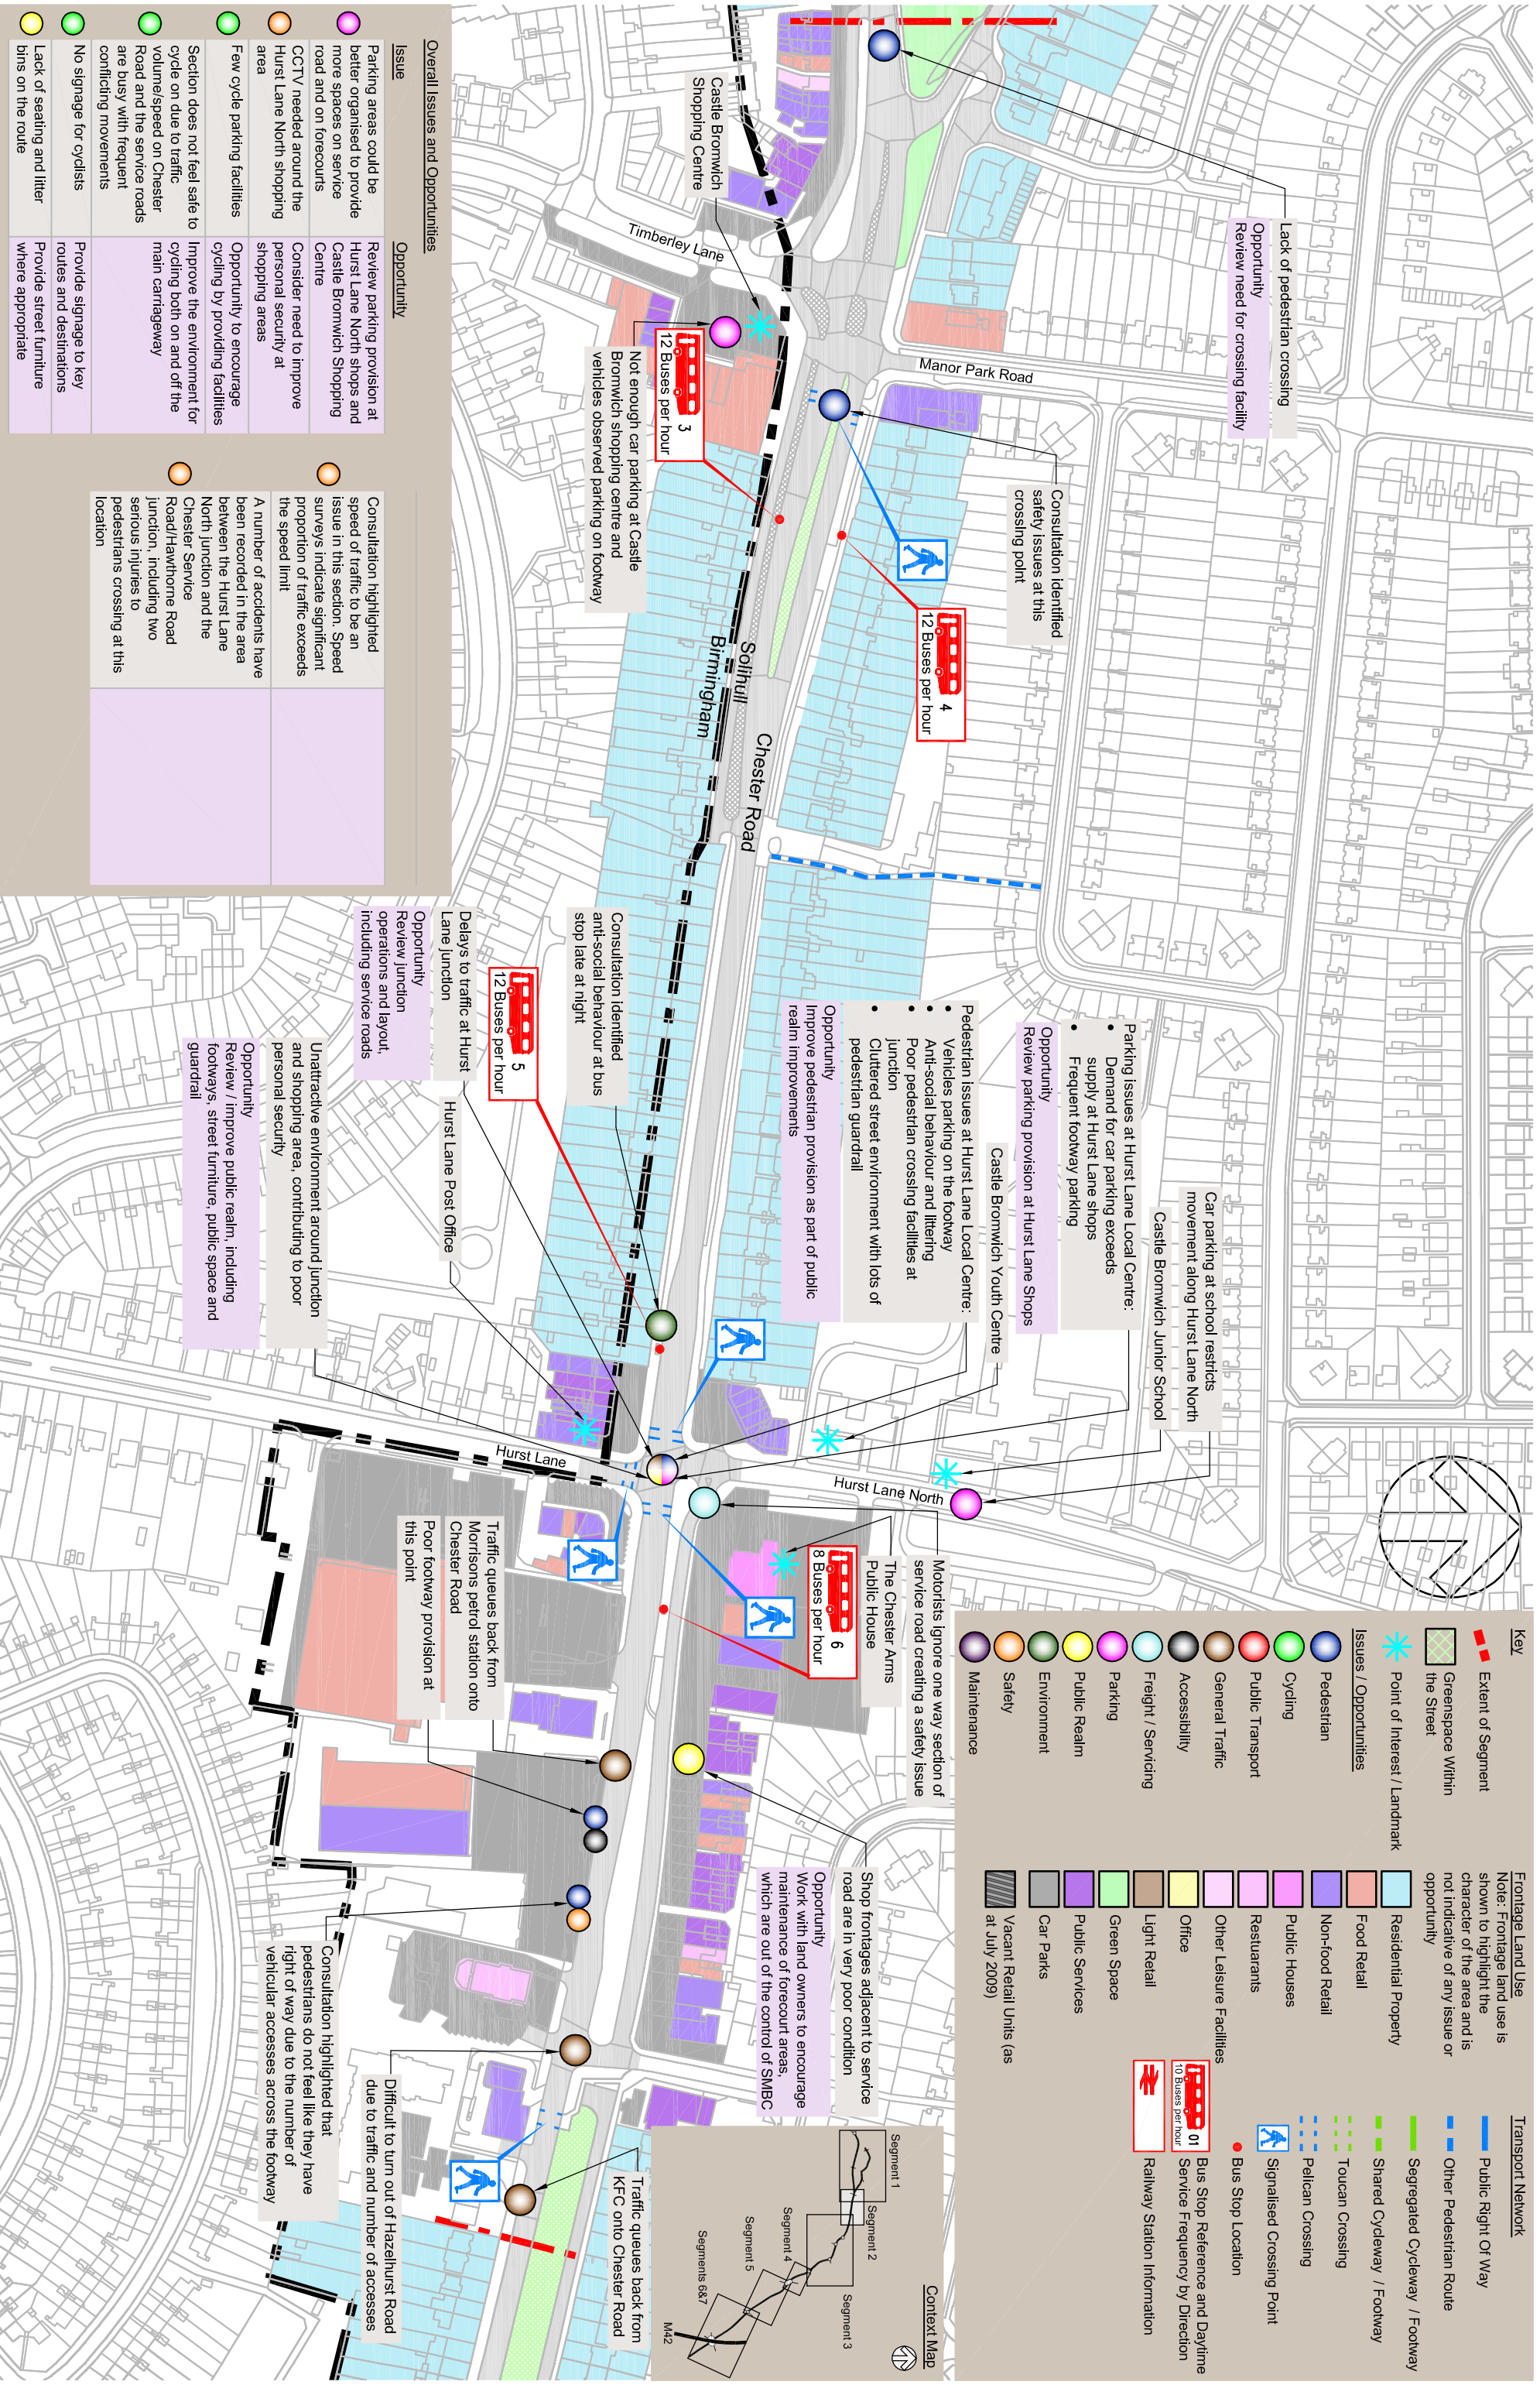 Key
Extent of Segment
Greenspace Within
the Street
Point of Interest / Landmark
Issues / Opportunities
Pedestrian
Cycling
Public Transport
General Traffic
Accessibility
Freight / Servicing
Parking
Public Realm
Environment
Safety
Maintenance
Frontage Land Use
Note: Frontage land use is
shown to highlight the
character of the area and is
not indicative of any issue or
opportunity
Residential Property
Food Retail
Non-food Retail
Public Houses
Restuarants
Other Leisure Facilities
Office
Light Retail
Green Space
Public Services
Car Parks
Vacant Retail Units (as
at July 2009)
Transport Network
Public Right Of Way
Other Pedestrian Route
Segregated Cycleway / Footway
Shared Cycleway / Footway
Toucan Crossing
Pelican Crossing
Signalised Crossing Point
Bus Stop Location
01
10 Buses per hour
Bus Stop Reference and Daytime
Service Frequency by Direction
Railway Station Information
Context Map
Segment 1
Segment 2
Segment 3
Segment 4
Segment 5
Segments 6&7
M42
Lack of pedestrian crossing
Opportunity
Review need for crossing facility
Consultation identified
safety issues at this
crossing point
Castle Bromwich
Shopping Centre
Timberley Lane
Manor Park Road
3
12 Buses per hour
4
12 Buses per hour
Not enough car parking at Castle
Bromwich shopping centre and
vehicles observed parking on footway
Solihull
Birmingham
Chester Road
Car parking at school restricts
movement along Hurst Lane North
Castle Bromwich Junior School
Parking issues at Hurst Lane Local Centre:
• Demand for car parking exceeds
supply at Hurst Lane shops
• Frequent footway parking
Opportunity
Review parking provision at Hurst Lane Shops
Castle Bromwich Youth Centre
Pedestrian issues at Hurst Lane Local Centre:
• Vehicles parking on the footway
• Anti-social behaviour and littering
• Poor pedestrian crossing facilities at
junction
• Cluttered street environment with lots of
pedestrian guardrail
Opportunity
Improve pedestrian provision as part of public
realm improvements
Consultation identified
anti-social behaviour at bus
stop late at night
5
12 Buses per hour
Delays to traffic at Hurst
Lane junction
Opportunity
Review junction
operations and layout,
including service roads
Hurst Lane Post Office
Unattractive environment around junction
and shopping area, contributing to poor
personal security
Opportunity
Review / improve public realm, including
footways, street furniture, public space and
guardrail
Hurst Lane
Hurst Lane North
Motorists ignore one way section of
service road creating a safety issue
The Chester Arms
Public House
6
8 Buses per hour
Traffic queues back from
Morrisons petrol station onto
Chester Road
Poor footway provision at
this point
Shop frontages adjacent to service
road are in very poor condition
Opportunity
Work with land owners to encourage
maintenance of forecourt areas,
which are out of the control of SMBC
Consultation highlighted that
pedestrians do not feel like they have
right of way due to the number of
vehicular accesses across the footway
Difficult to turn out of Hazelhurst Road
due to traffic and number of accesses
Traffic queues back from
KFC onto Chester Road
Overall Issues and Opportunities
Issue
Opportunity
Parking areas could be
better organised to provide
more spaces on service
road and on forecourts
Review parking provision at
Hurst Lane North shops and
Castle Bromwich Shopping
Centre
CCTV needed around the
Hurst Lane North shopping
area
Consider need to improve
personal security at
shopping areas
Few cycle parking facilities
Opportunity to encourage
cycling by providing facilities
Section does not feel safe to
cycle on due to traffic
volume/speed on Chester
Road and the service roads
are busy with frequent
conflicting movements
Improve the environment for
cycling both on and off the
main carriageway
No signage for cyclists
Provide signage to key
routes and destinations
Lack of seating and litter
bins on the route
Provide street furniture
where appropriate
Consultation highlighted
speed of traffic to be an
issue in this section. Speed
surveys indicate significant
proportion of traffic exceeds
the speed limit
A number of accidents have
been recorded in the area
between the Hurst Lane
North junction and the
Chester Service
Road/Hawthorne Road
junction, including two
serious injuries to
pedestrians crossing at this
location